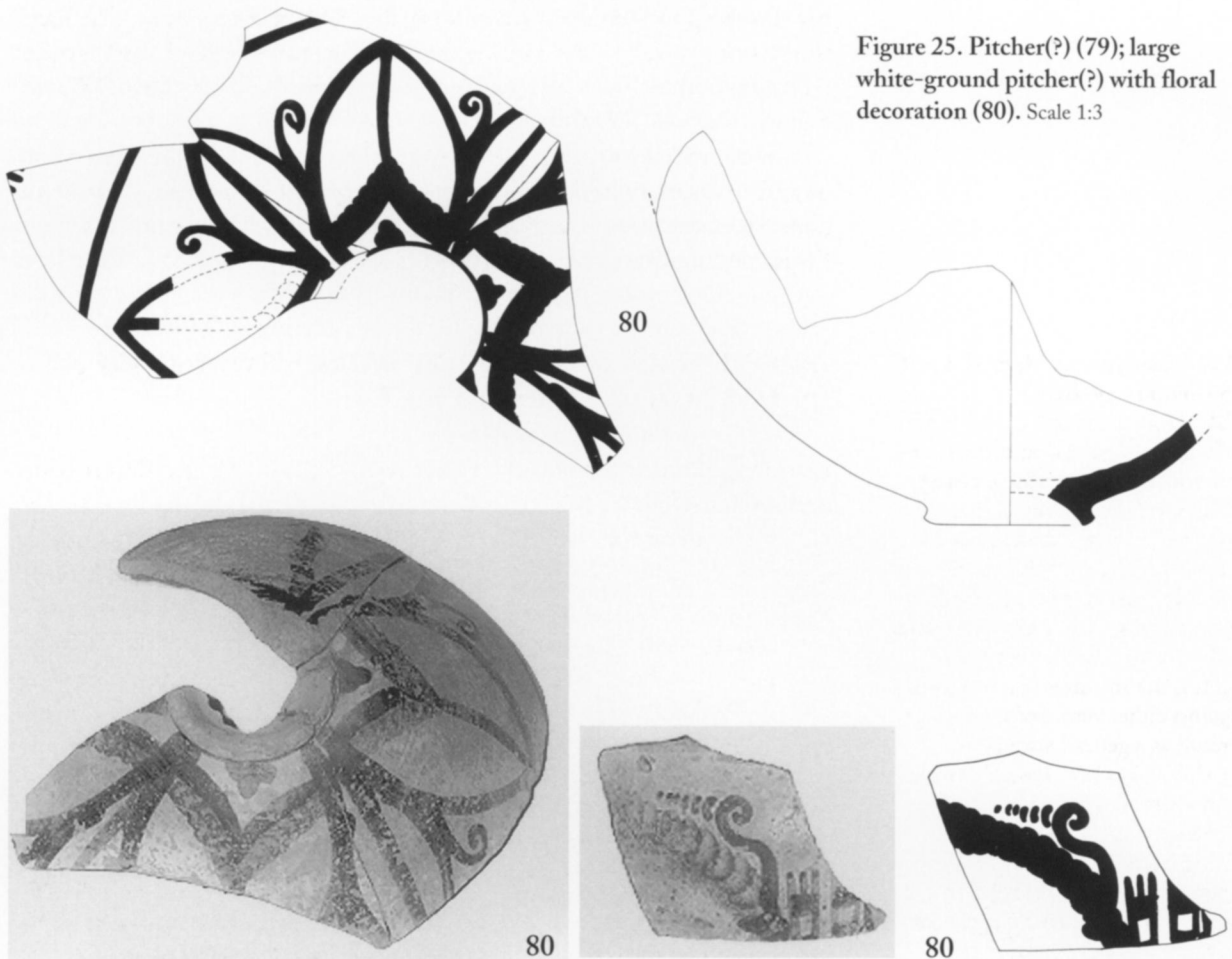 Figure 25. Pitcher(?) (79); large
white-ground pitcher(?) with floral
decoration (80). Scale 1:3
80
80
80